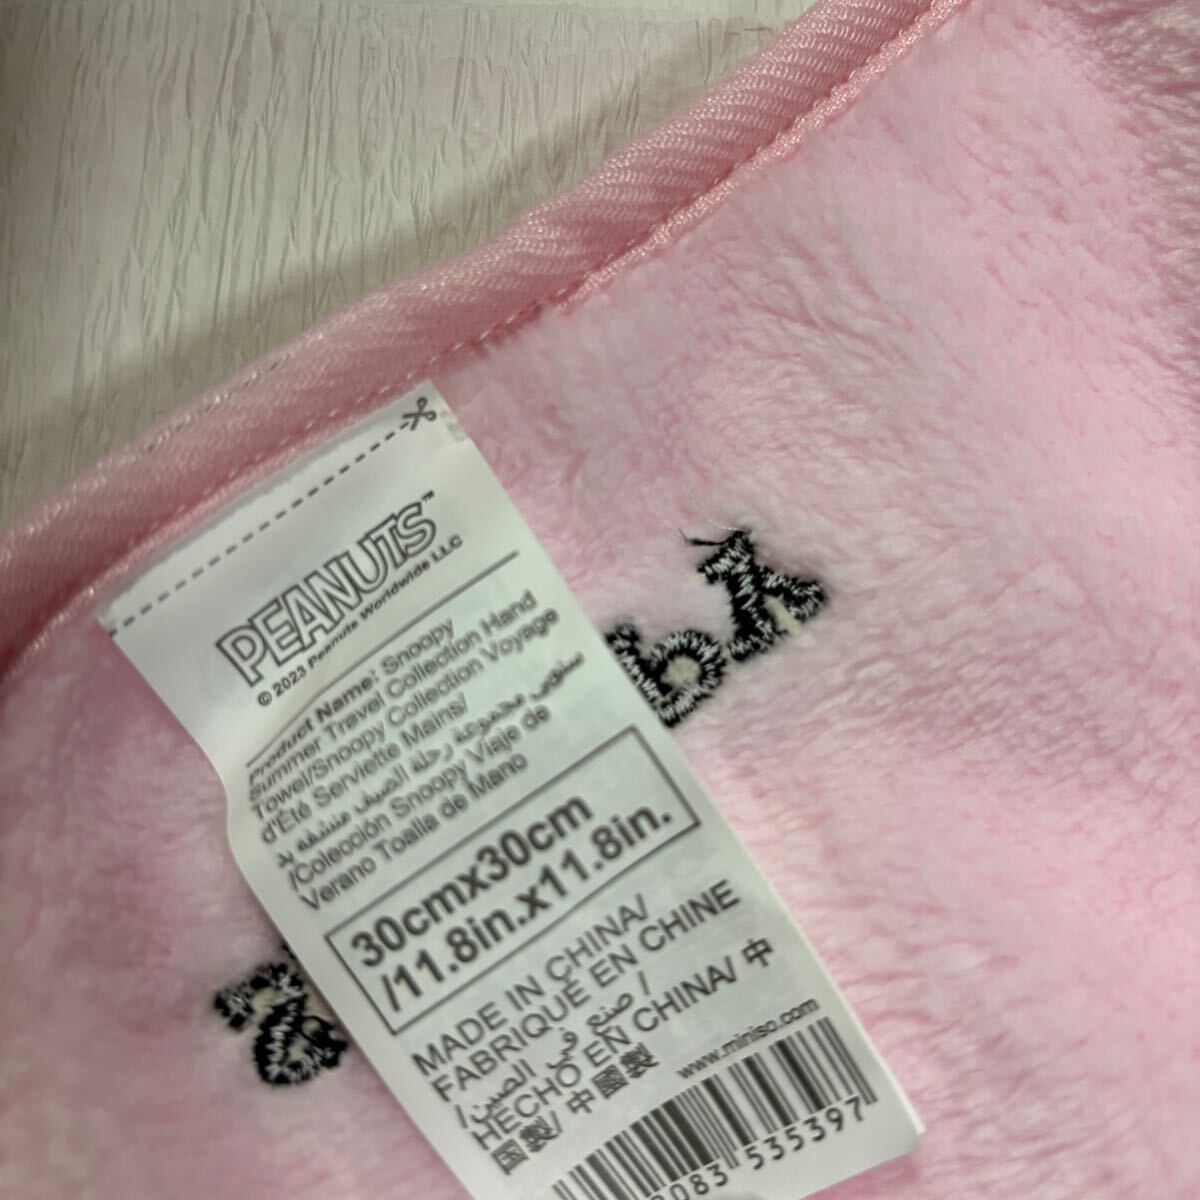 PEANUTS™
© 2023 Peanuts Worldwide LLC
Product Name: Snoopy
Summer Travel Collection Hand
Towel/Snoopy Collection Voyage
d'Été Serviette Mains/
سنوبي مجموعة رحلة الصيف منشفة يد
/Colección Snoopy Viaje de
Verano Toalla de Mano
30cmx30cm
/11.8in.x11.8in.
MADE IN CHINA/
FABRIQUÉ EN CHINE
/صنع في الصين/
HECHO EN CHINA/ 中
國製/ 中國製
www.miniso.com
0083 535397